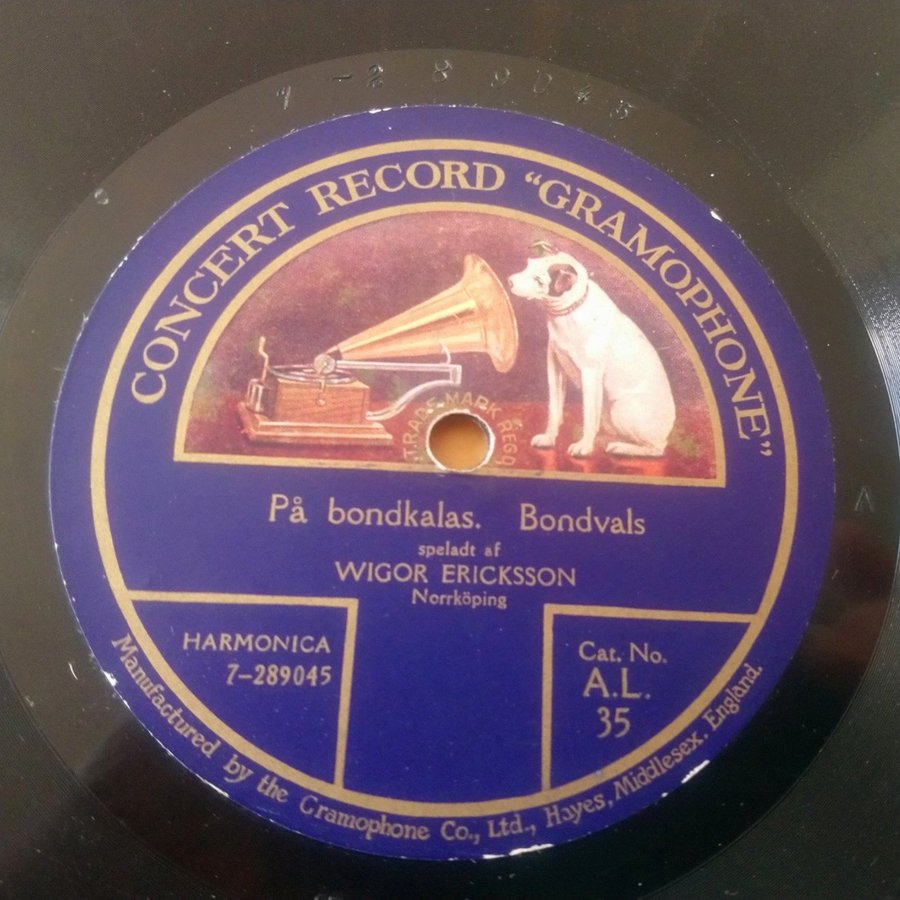 7-289045
CONCERT RECORD “GRAMOPHONE”
TRADE-MARK REGD
På bondkalas. Bondvals
speladt af
WIGOR ERICKSSON
Norrköping
HARMONICA
7-289045
Cat. No.
A.L.
35
A
Manufactured by the Gramophone Co., Ltd., Hayes, Middlesex, England.